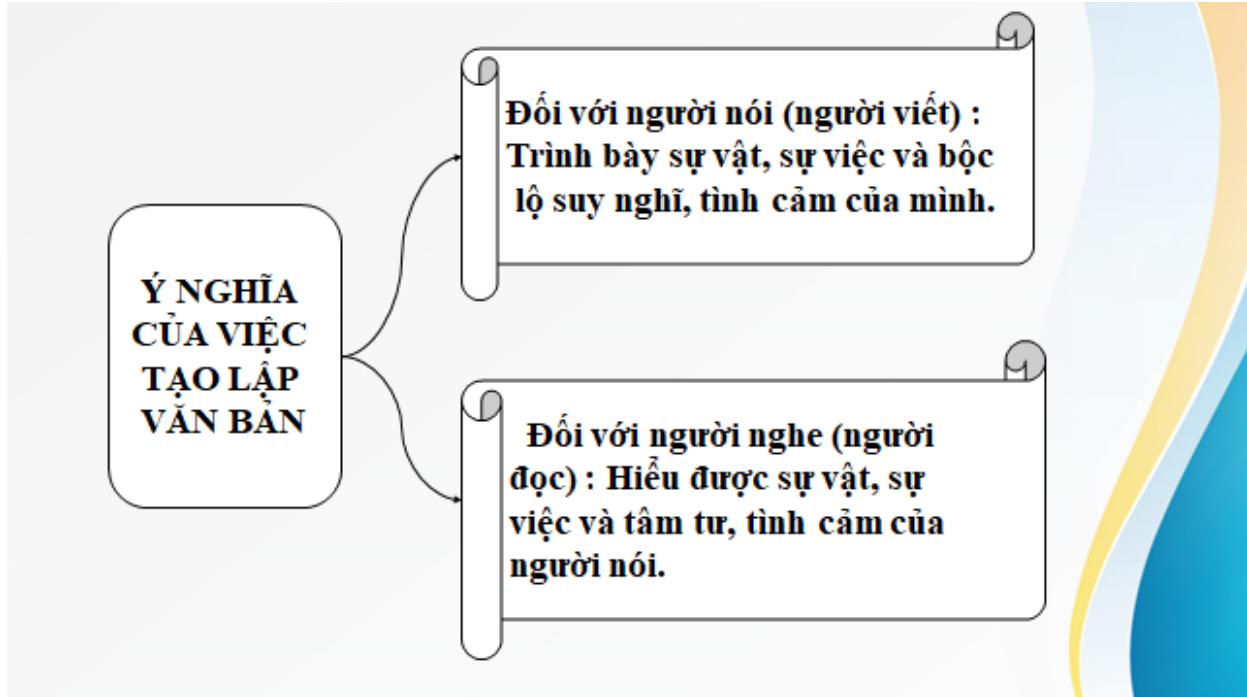 Ý NGHĨA
CỦA VIỆC
TẠO LẬP
VĂN BẢN
Đối với người nói (người viết) :
Trình bày sự vật, sự việc và bộc
lộ suy nghĩ, tình cảm của mình.
Đối với người nghe (người
đọc) : Hiểu được sự vật, sự
việc và tâm tư, tình cảm của
người nói.